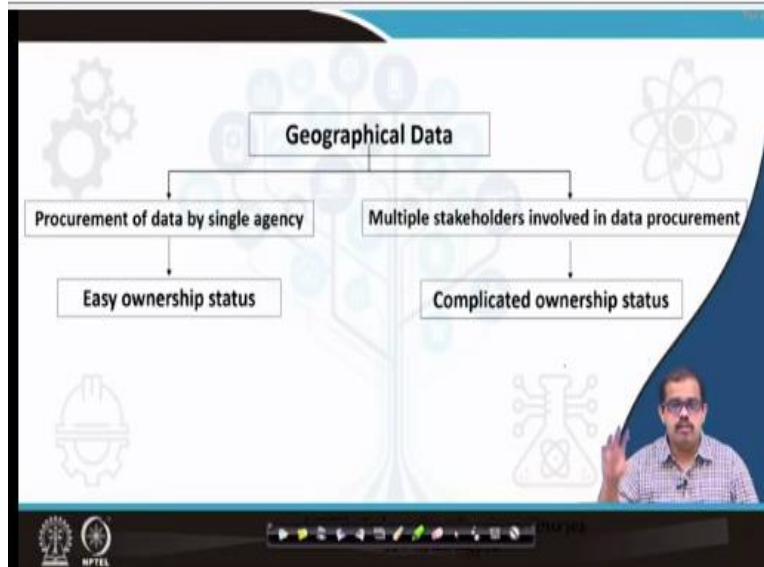 Geographical Data
Procurement of data by single agency
Multiple stakeholders involved in data procurement
Easy ownership status
Complicated ownership status
NPTEL